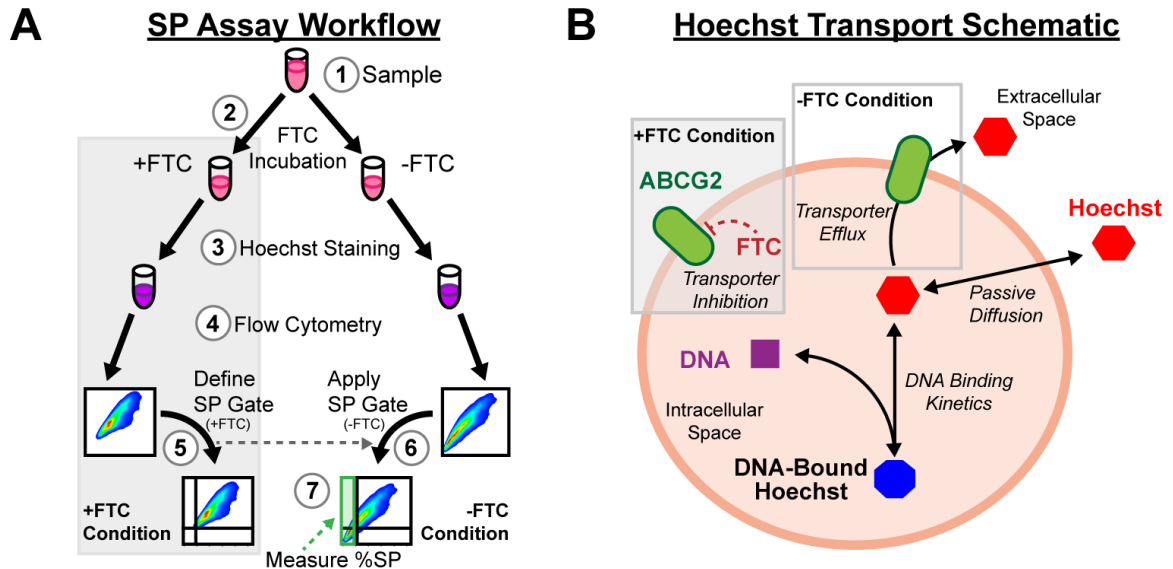 A
SP Assay Workflow
1
Sample
2
FTC
Incubation
+FTC
-FTC
3
Hoechst Staining
4
Flow Cytometry
Define
SP Gate
(+FTC)
Apply
SP Gate
(-FTC)
5
6
7
+FTC
Condition
-FTC
Condition
Measure %SP
B
Hoechst Transport Schematic
-FTC Condition
Extracellular
Space
+FTC Condition
ABCG2
FTC
Transporter
Inhibition
Transporter
Efflux
Hoechst
Passive
Diffusion
DNA
DNA Binding
Kinetics
Intracellular
Space
DNA-Bound
Hoechst